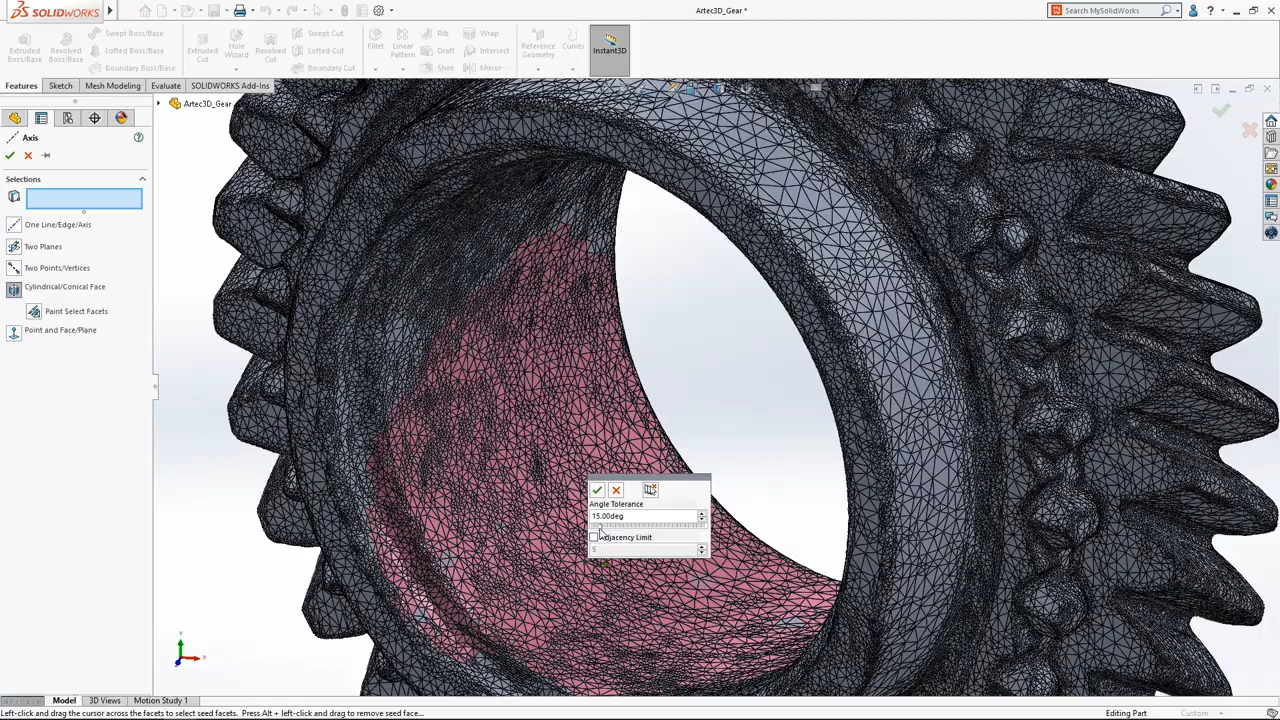 SOLIDWORKS
Artec3D_Gear *
Search MySolidWorks
?
Extruded Boss/Base
Revolved Boss/Base
Swept Boss/Base
Lofted Boss/Base
Boundary Boss/Base
Extruded Cut
Hole Wizard
Revolved Cut
Swept Cut
Lofted Cut
Boundary Cut
Fillet
Linear Pattern
Rib
Draft
Shell
Wrap
Intersect
Mirror
Reference Geometry
Curves
Instant3D
Features
Sketch
Mesh Modeling
Evaluate
SOLIDWORKS Add-Ins
Artec3D_Gear
Axis
Selections
One Line/Edge/Axis
Two Planes
Two Points/Vertices
Cylindrical/Conical Face
Paint Select Facets
Point and Face/Plane
Angle Tolerance
15.00deg
djacency Limit
5
Y
X
Z
Model
3D Views
Motion Study 1
Left-click and drag the cursor across the facets to select seed facets. Press Alt + left-click and drag to remove seed face...
Editing Part
Custom